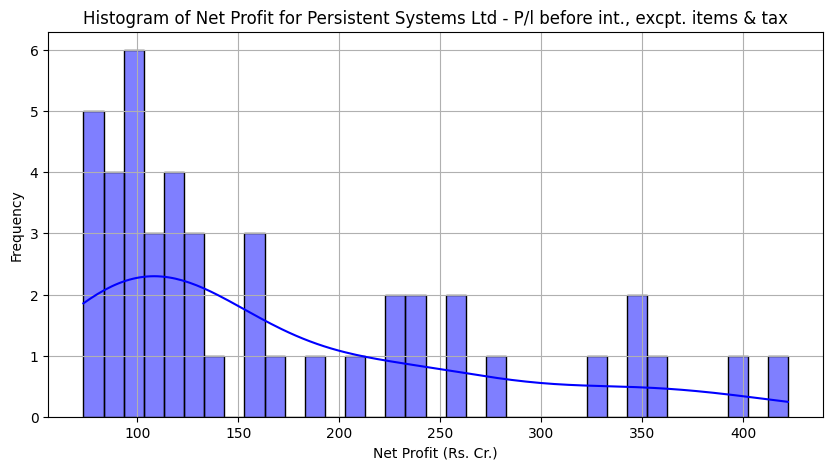 Histogram of Net Profit for Persistent Systems Ltd - P/l before int., excpt. items & tax
6
5
4
3
2
1
0
Frequency
100 150 200 250 300 350 400
Net Profit (Rs. Cr.)